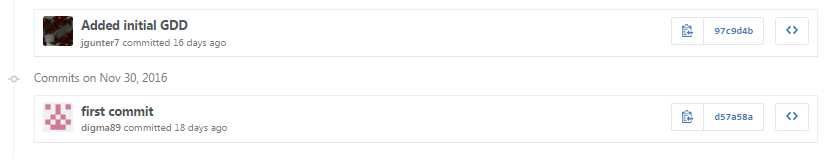 Added initial GDD
jgunter7 committed 16 days ago
97c9d4b
Commits on Nov 30, 2016
first commit
digma89 committed 18 days ago
d57a58a